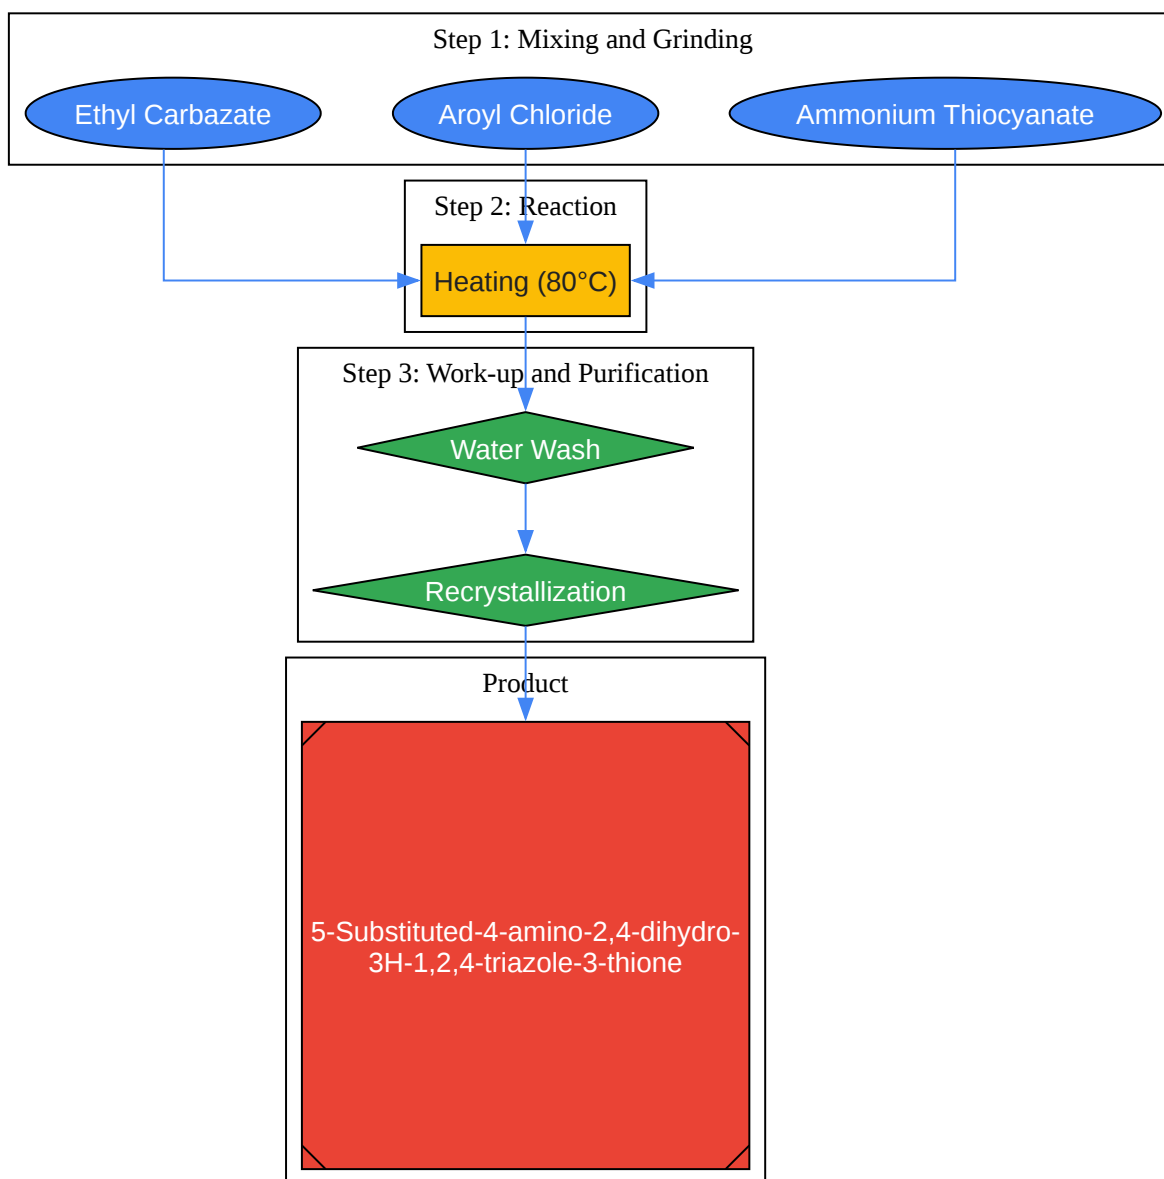 Step 1: Mixing and Grinding
Ethyl Carbazate
Aroyl Chloride
Ammonium Thiocyanate
Step 2: Reaction
Heating (80°C)
Step 3: Work-up and Purification
Water Wash
Recrystallization
Product
5-Substituted-4-amino-2,4-dihydro-
3H-1,2,4-triazole-3-thione